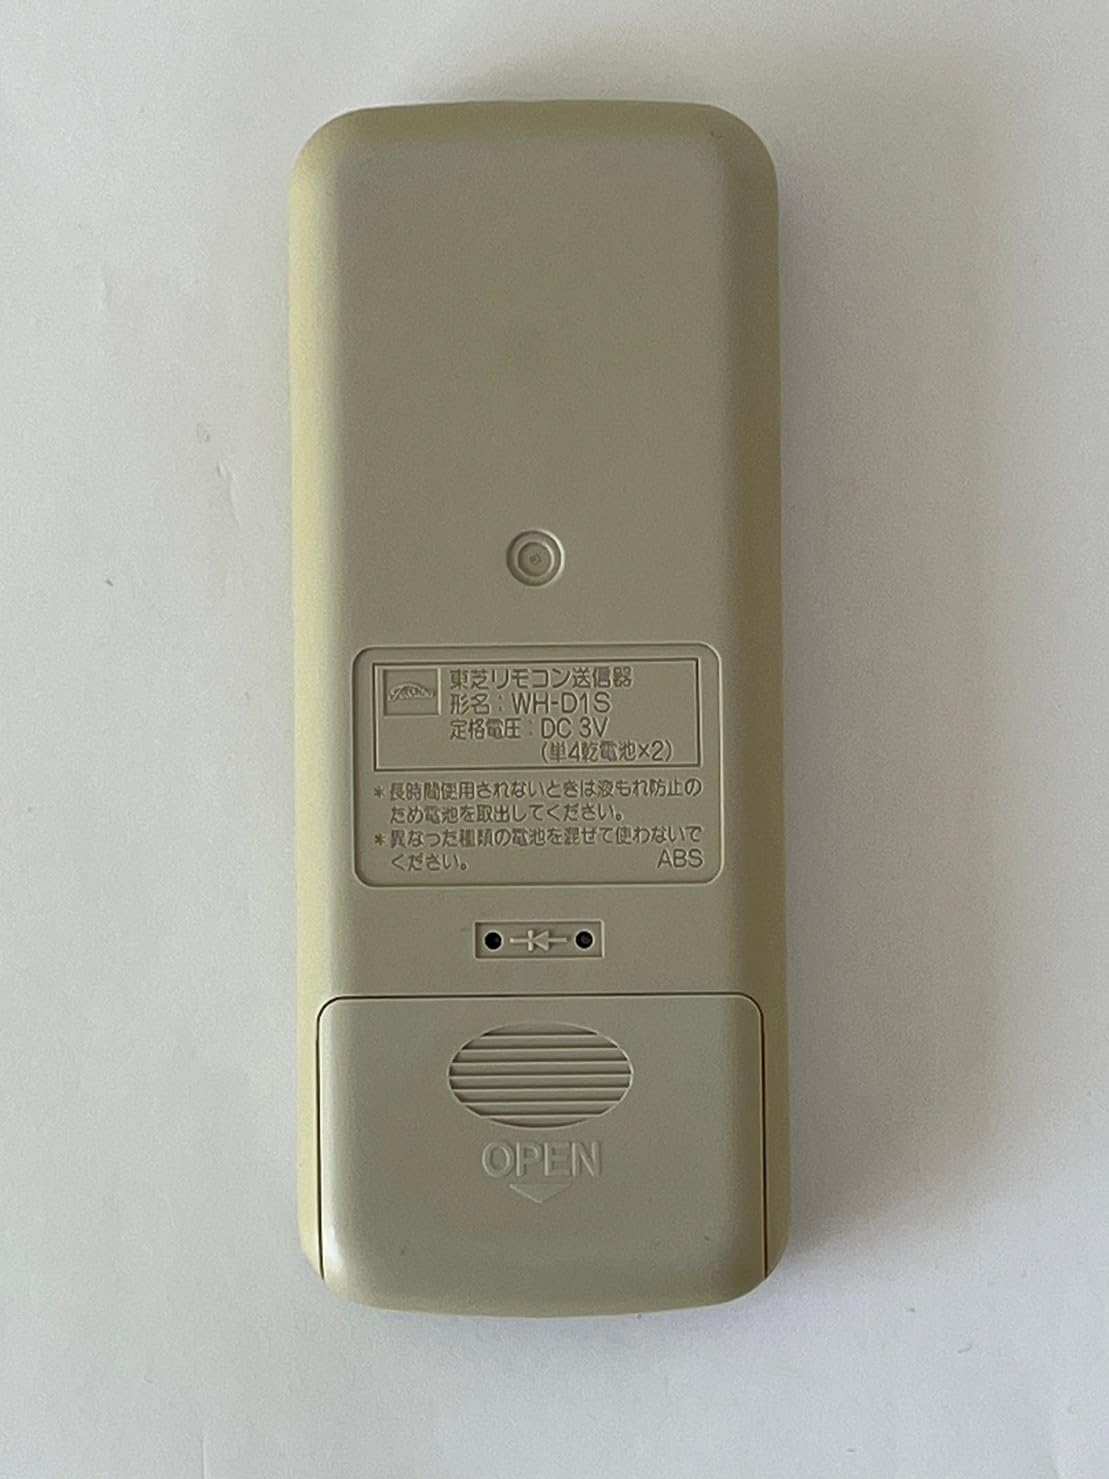 Toshiba
東芝リモコン送信器
形名：WH-D1S
定格電圧：DC 3V
(単4乾電池×2)
*長時間使用されないときは液もれ防止の
ため電池を取出してください。
*異なった種類の電池を混ぜて使わないで
ください。 ABS
OPEN